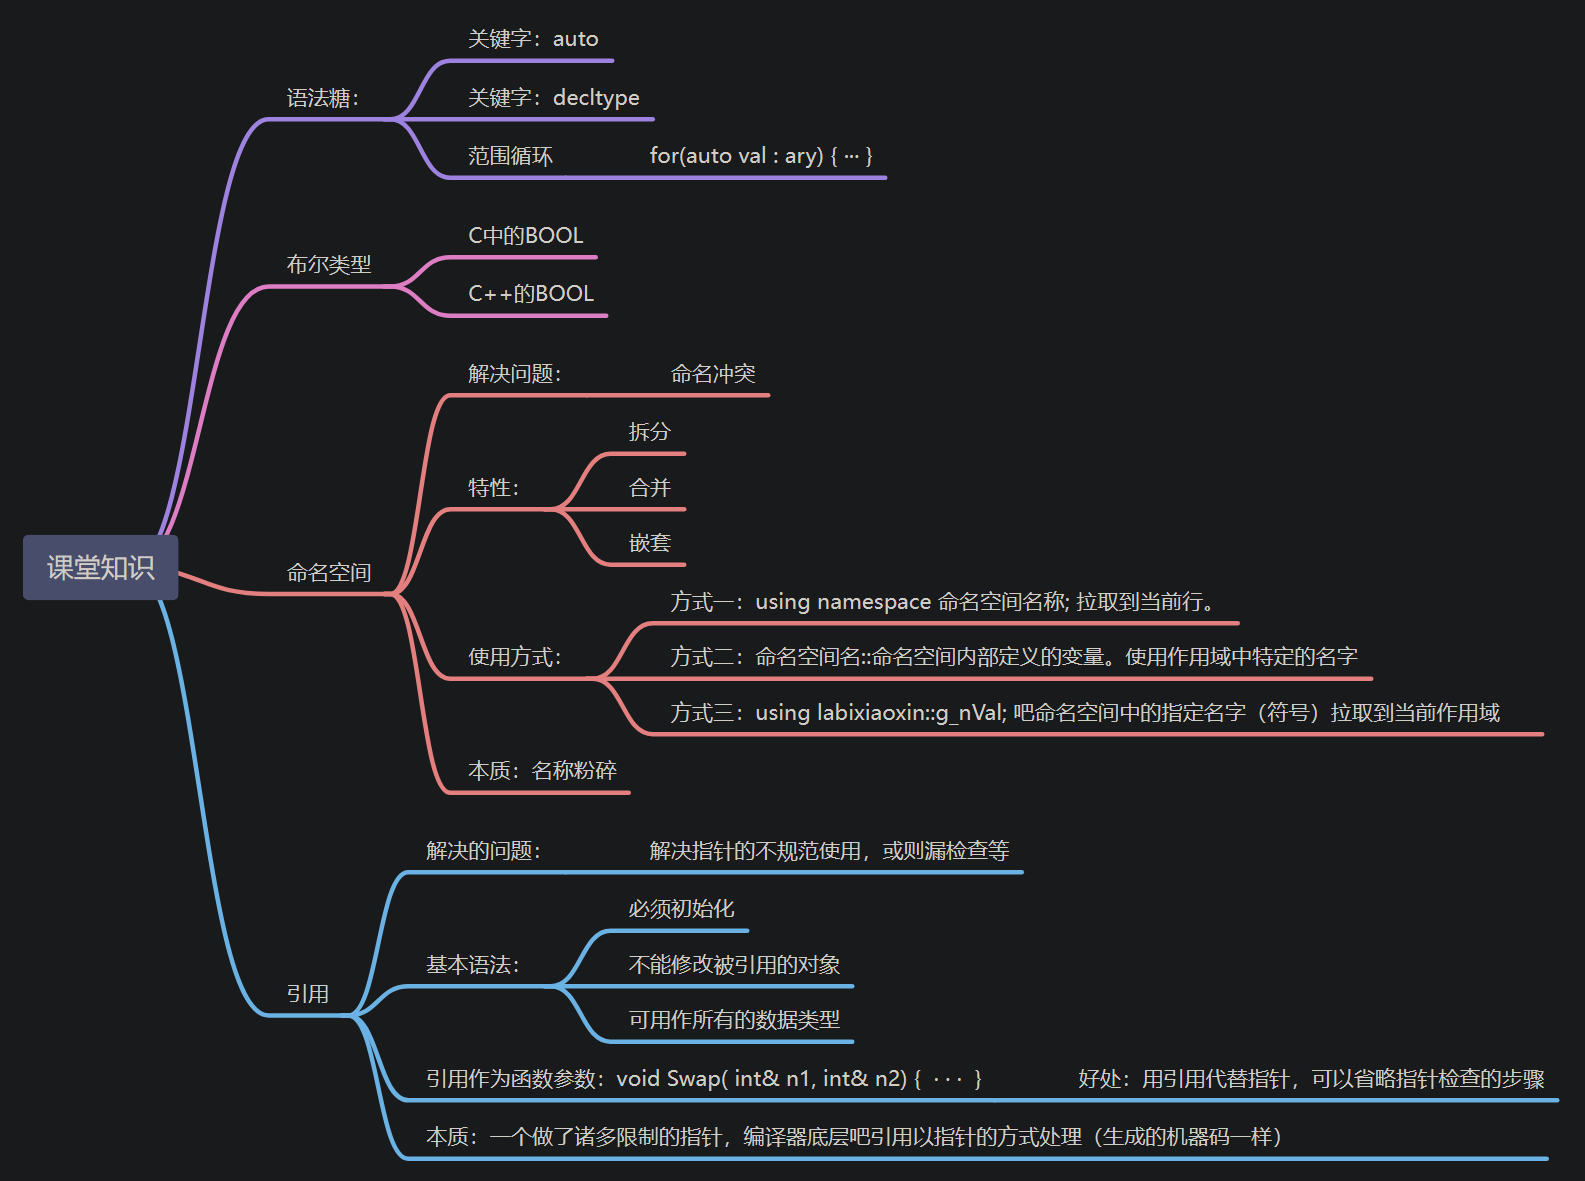 课堂知识
语法糖：
关键字：auto
关键字：decltype
范围循环
for(auto val : ary) { ··· }
布尔类型
C中的BOOL
C++的BOOL
命名空间
解决问题：
命名冲突
特性：
拆分
合并
嵌套
使用方式：
方式一：using namespace 命名空间名称; 拉取到当前行。
方式二：命名空间名::命名空间内部定义的变量。使用作用域中特定的名字
方式三：using labixiaoxin::g_nVal; 吧命名空间中的指定名字（符号）拉取到当前作用域
本质：名称粉碎
引用
解决的问题：
解决指针的不规范使用，或则漏检查等
基本语法：
必须初始化
不能修改被引用的对象
可用作所有的数据类型
引用作为函数参数：void Swap( int& n1, int& n2) { ··· }
好处：用引用代替指针，可以省略指针检查的步骤
本质：一个做了诸多限制的指针，编译器底层吧引用以指针的方式处理（生成的机器码一样）